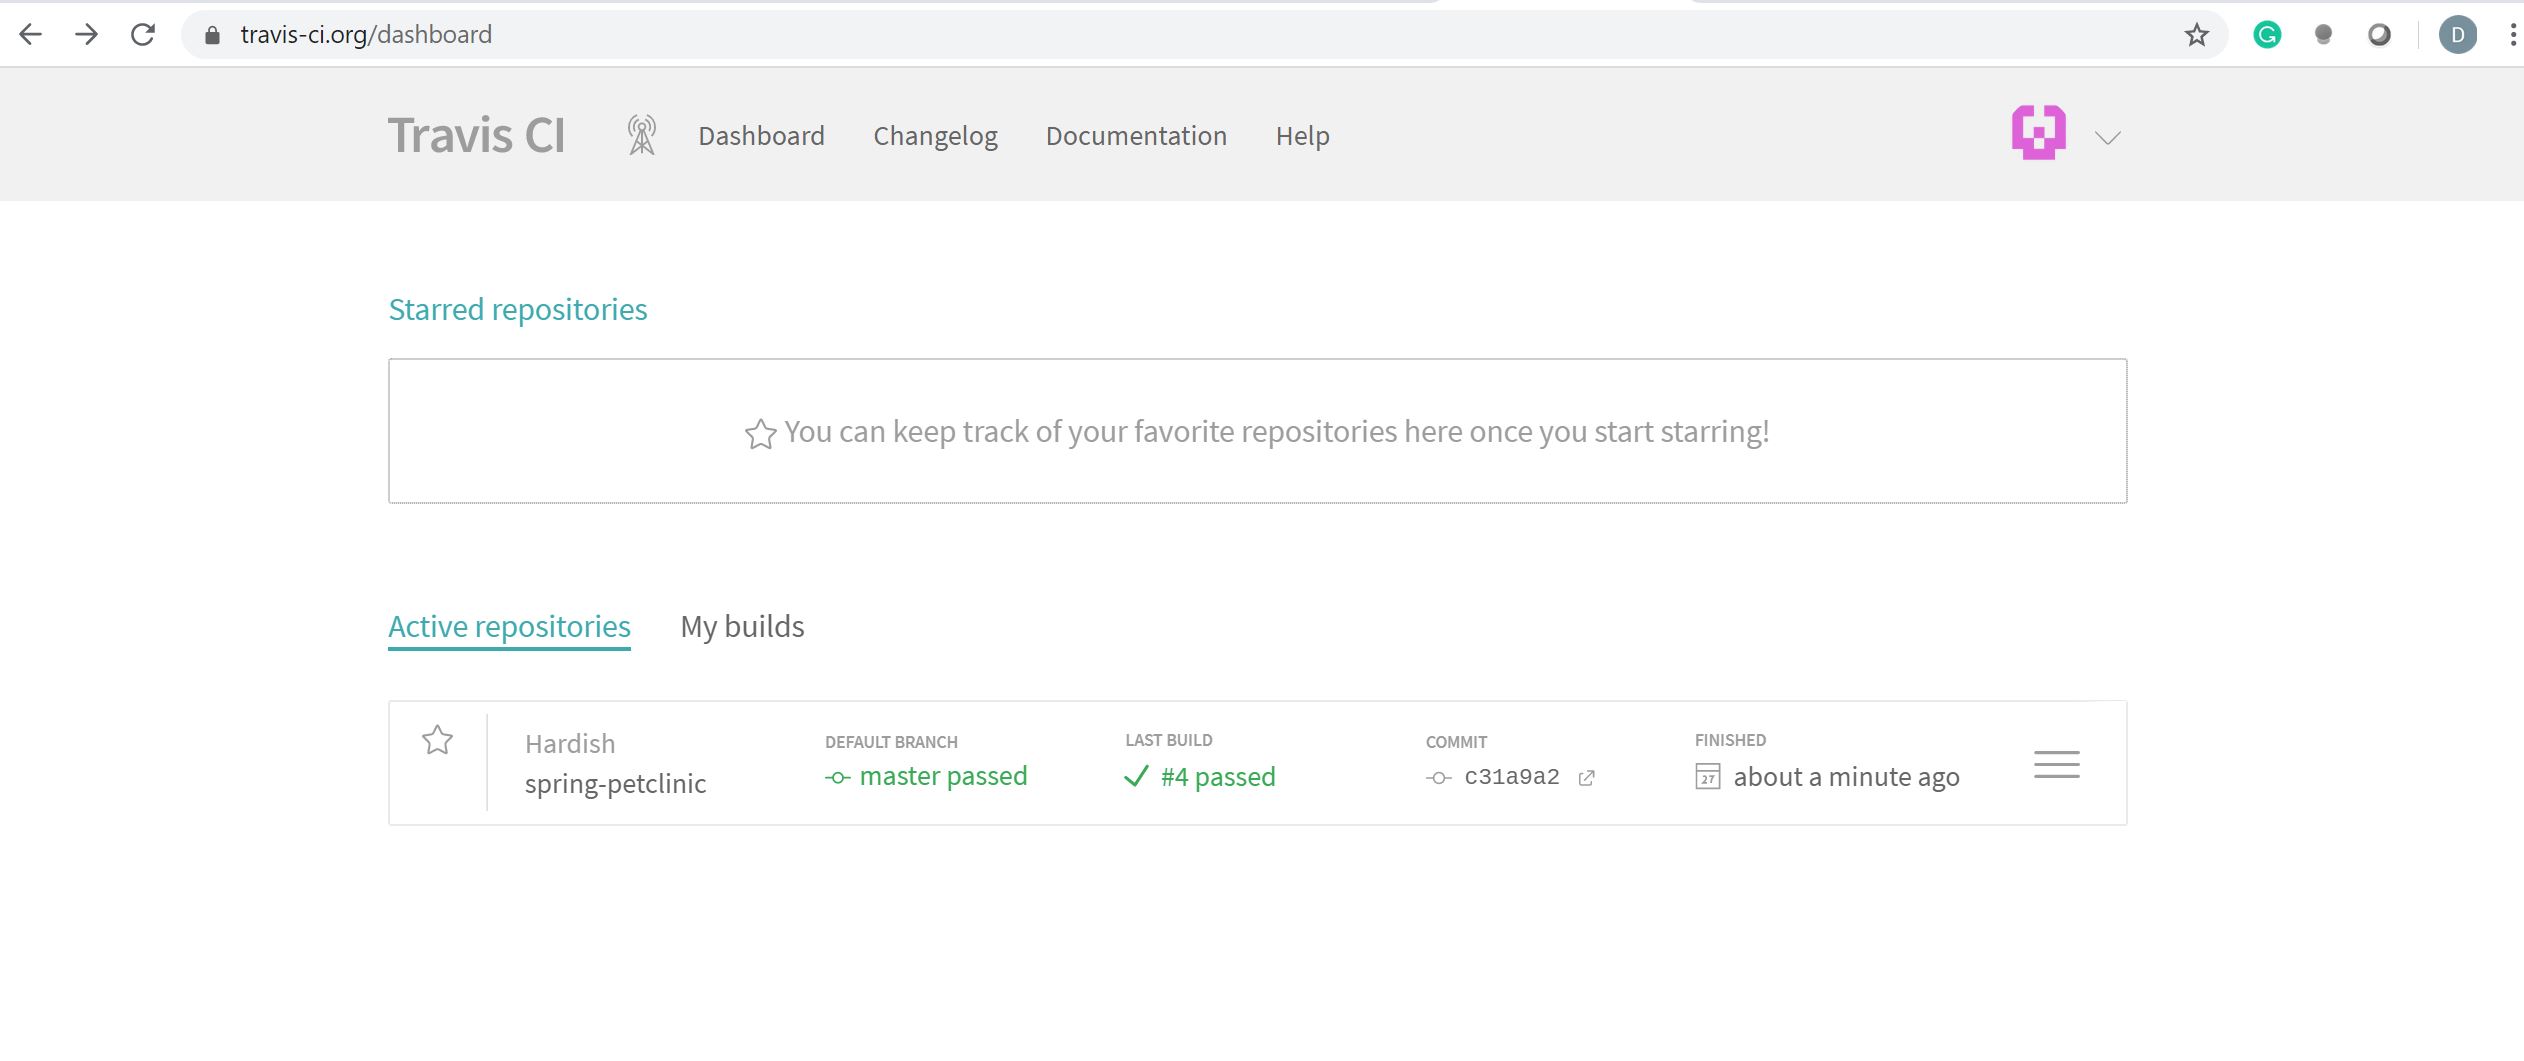 travis-ci.org/dashboard
G
D
Travis CI Dashboard Changelog Documentation Help
Starred repositories
You can keep track of your favorite repositories here once you start starring!
Active repositories My builds
Hardish DEFAULT BRANCH LAST BUILD COMMIT FINISHED
spring-petclinic master passed #4 passed c31a9a2 27 about a minute ago